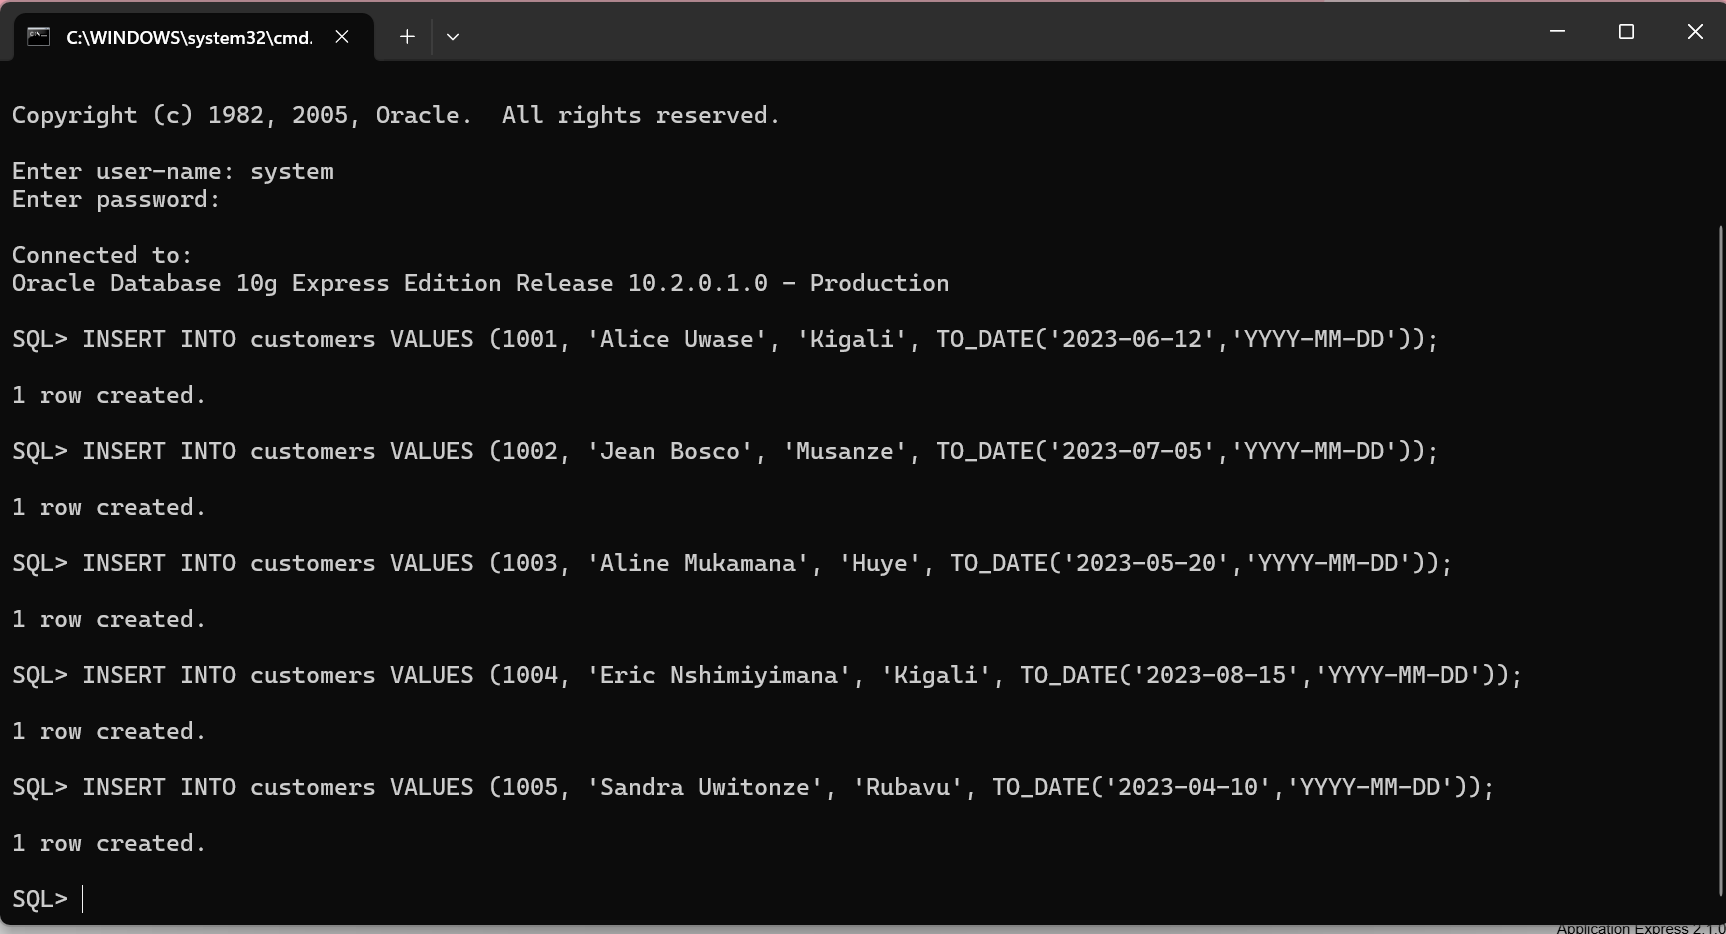 C:\WINDOWS\system32\cmd.
Copyright (c) 1982, 2005, Oracle.  All rights reserved.
Enter user-name: system
Enter password:
Connected to:
Oracle Database 10g Express Edition Release 10.2.0.1.0 - Production
SQL> INSERT INTO customers VALUES (1001, 'Alice Uwase', 'Kigali', TO_DATE('2023-06-12','YYYY-MM-DD'));
1 row created.
SQL> INSERT INTO customers VALUES (1002, 'Jean Bosco', 'Musanze', TO_DATE('2023-07-05','YYYY-MM-DD'));
1 row created.
SQL> INSERT INTO customers VALUES (1003, 'Aline Mukamana', 'Huye', TO_DATE('2023-05-20','YYYY-MM-DD'));
1 row created.
SQL> INSERT INTO customers VALUES (1004, 'Eric Nshimiyimana', 'Kigali', TO_DATE('2023-08-15','YYYY-MM-DD'));
1 row created.
SQL> INSERT INTO customers VALUES (1005, 'Sandra Uwitonze', 'Rubavu', TO_DATE('2023-04-10','YYYY-MM-DD'));
1 row created.
SQL>
Application Express 2.1.0